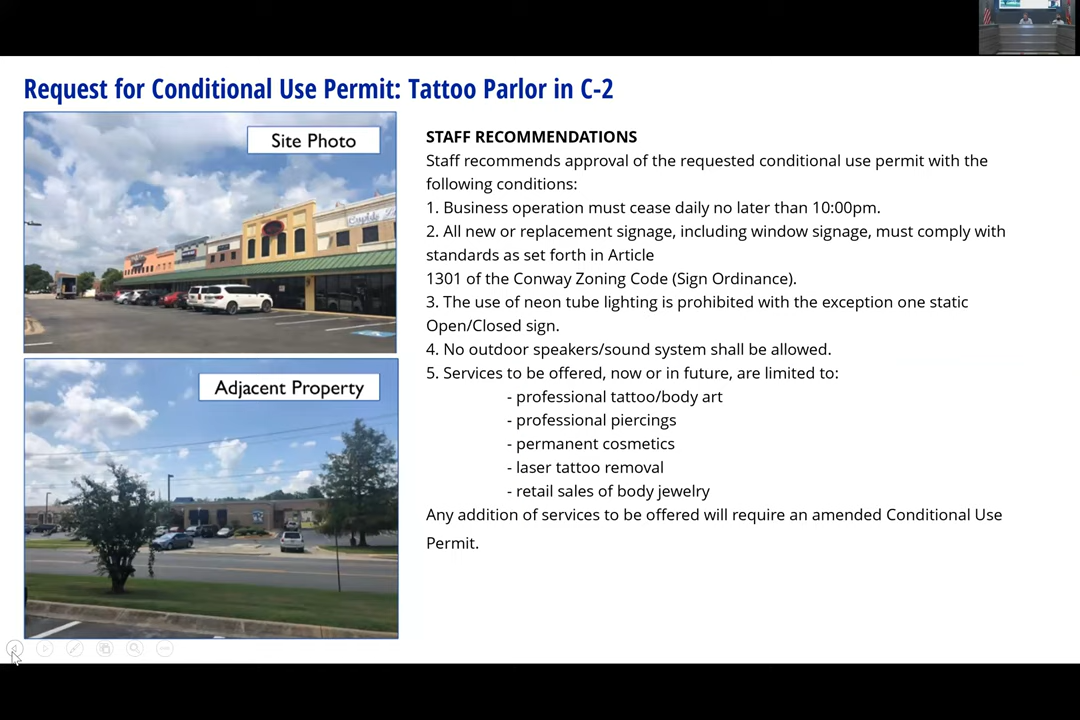 Request for Conditional Use Permit: Tattoo Parlor in C-2
Site Photo
Adjacent Property
STAFF RECOMMENDATIONS
Staff recommends approval of the requested conditional use permit with the
following conditions:
1. Business operation must cease daily no later than 10:00pm.
2. All new or replacement signage, including window signage, must comply with
standards as set forth in Article
1301 of the Conway Zoning Code (Sign Ordinance).
3. The use of neon tube lighting is prohibited with the exception one static
Open/Closed sign.
4. No outdoor speakers/sound system shall be allowed.
5. Services to be offered, now or in future, are limited to:
- professional tattoo/body art
- professional piercings
- permanent cosmetics
- laser tattoo removal
- retail sales of body jewelry
Any addition of services to be offered will require an amended Conditional Use
Permit.